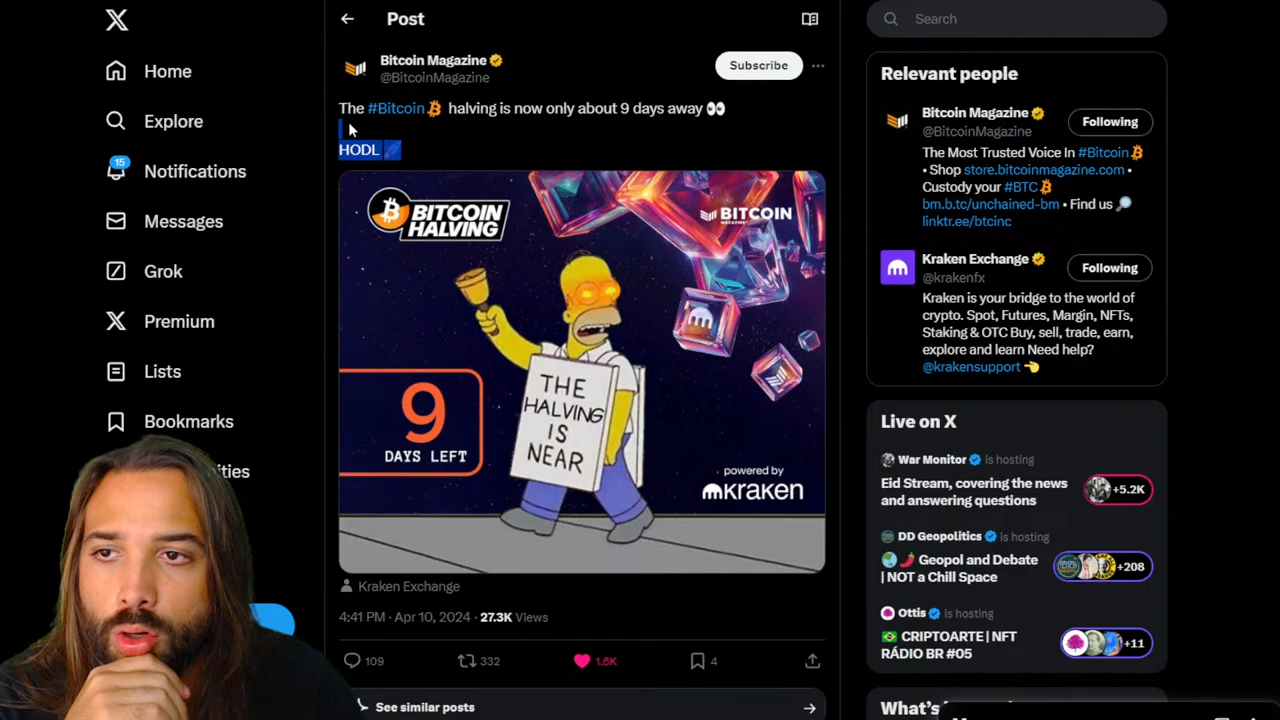 Post
Search
Bitcoin Magazine
@BitcoinMagazine
Subscribe
The #Bitcoin halving is now only about 9 days away 👀
HODL
BITCOIN
HALVING
BITCOIN
MAGAZINE
THE
HALVING
IS
NEAR
9
DAYS LEFT
powered by
kraken
Kraken Exchange
4:41 PM · Apr 10, 2024 · 27.3K Views
109
332
1.6K
4
See similar posts
Home
Explore
15
Notifications
Messages
Grok
Premium
Lists
Bookmarks
Relevant people
Bitcoin Magazine
@BitcoinMagazine
Following
The Most Trusted Voice In #Bitcoin
• Shop store.bitcoinmagazine.com •
Custody your #BTC
bm.b.tc/unchained-bm • Find us 🔎
linktr.ee/btcinc
Kraken Exchange
@krakenfx
Following
Kraken is your bridge to the world of
crypto. Spot, Futures, Margin, NFTs,
Staking & OTC Buy, sell, trade, earn,
explore and learn Need help?
@krakensupport 👈
Live on X
War Monitor is hosting
Eid Stream, covering the news
and answering questions
+5.2K
DD Geopolitics is hosting
🌎🌶️ Geopol and Debate
| NOT a Chill Space
+208
Ottis is hosting
🇧🇷 CRIPTOARTE | NFT
RÁDIO BR #05
+11